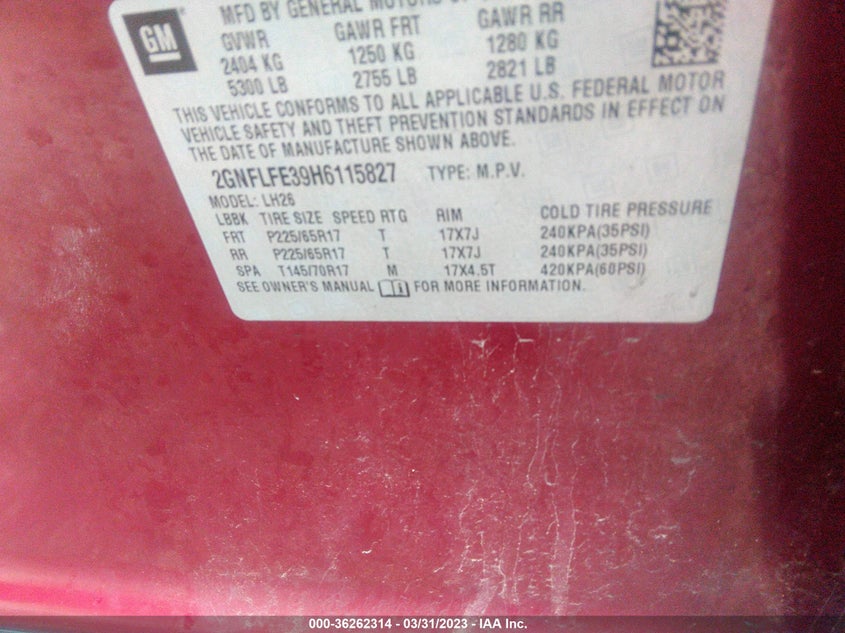 GM
MFD BY GENERAL MOTORS
GVWR GAWR FRT GAWR RR
2404 KG 1250 KG 1280 KG
5300 LB 2755 LB 2821 LB
THIS VEHICLE CONFORMS TO ALL APPLICABLE U.S. FEDERAL MOTOR
VEHICLE SAFETY AND THEFT PREVENTION STANDARDS IN EFFECT ON
THE DATE OF MANUFACTURE SHOWN ABOVE.
2GNFLFE39H6115827 TYPE: M.P.V.
MODEL: LH26
LBBK TIRE SIZE SPEED RTG RIM COLD TIRE PRESSURE
FRT P225/65R17 T 17X7J 240KPA(35PSI)
RR P225/65R17 T 17X7J 240KPA(35PSI)
SPA T145/70R17 M 17X4.5T 420KPA(60PSI)
SEE OWNER'S MANUAL FOR MORE INFORMATION.
000-36262314 / 03/31/2023 - IAA Inc.